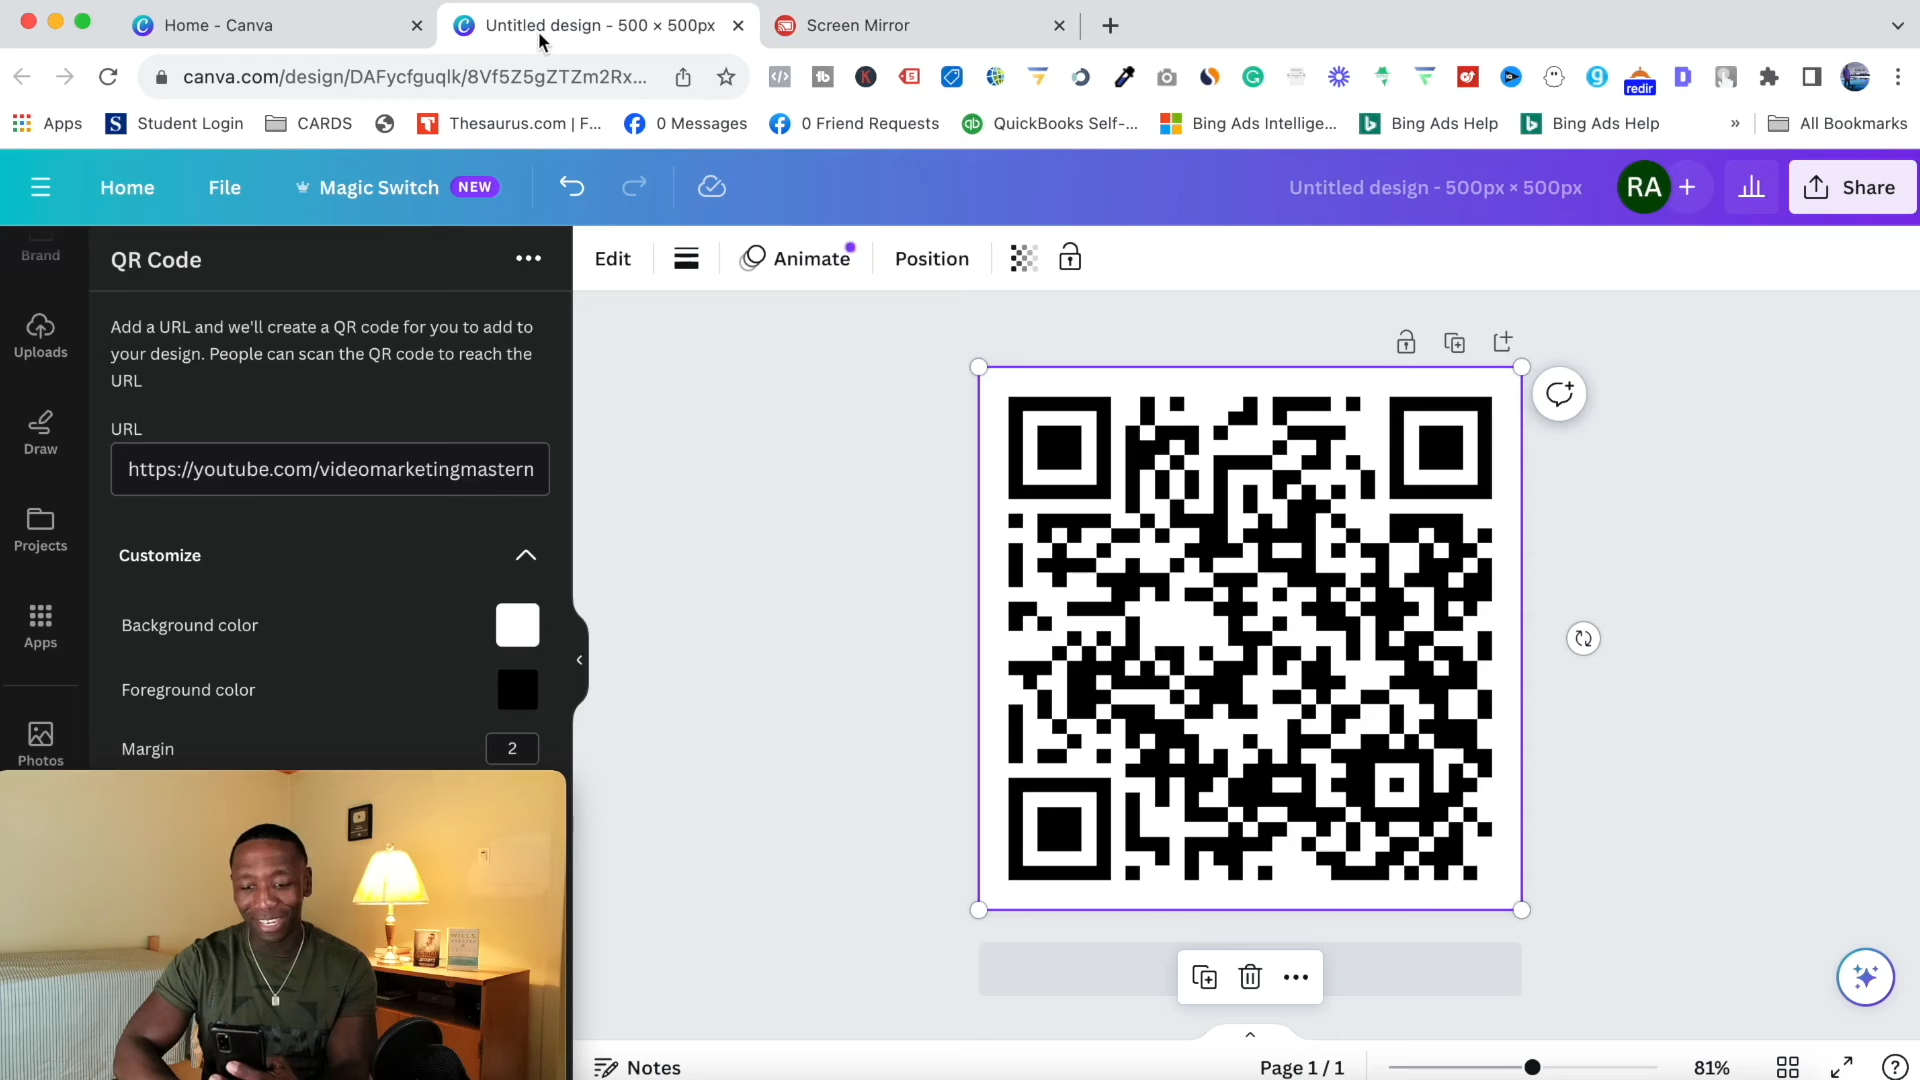 Home - Canva
Untitled design - 500 × 500px
Screen Mirror
canva.com/design/DAFycfguqlk/8Vf5Z5gZTZm2Rx...
redir
Apps
Student Login
CARDS
Thesaurus.com | F...
0 Messages
0 Friend Requests
QuickBooks Self-...
Bing Ads Intellige...
Bing Ads Help
Bing Ads Help
»
All Bookmarks
Home
File
Magic Switch
NEW
Untitled design - 500px × 500px
RA
Share
Brand
QR Code
Edit
Animate
Position
Add a URL and we'll create a QR code for you to add to
your design. People can scan the QR code to reach the
URL
Uploads
URL
https://youtube.com/videomarketingmastern
Draw
Projects
Customize
Background color
Apps
Foreground color
Margin
2
Photos
Notes
Page 1 / 1
81%